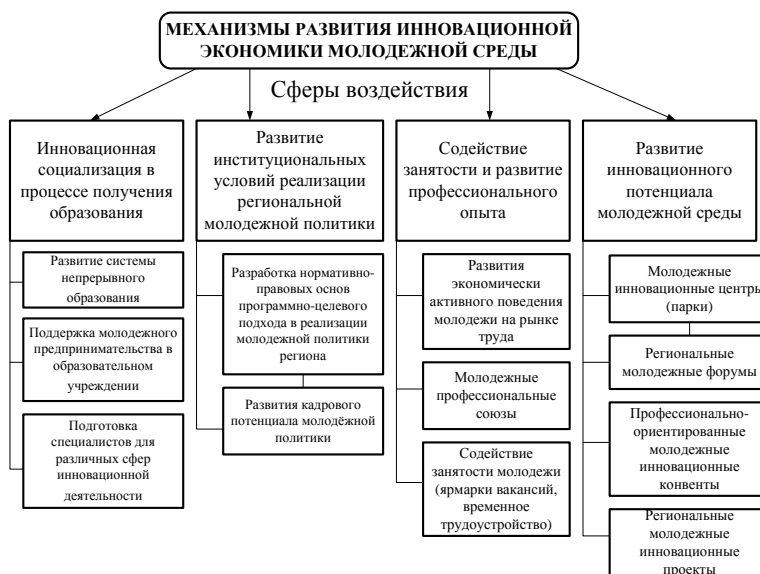 МЕХАНИЗМЫ РАЗВИТИЯ ИННОВАЦИОННОЙ
ЭКОНОМИКИ МОЛОДЕЖНОЙ СРЕДЫ
Сферы воздействия
Инновационная
социализация в
процессе получения
образования
Развитие системы
непрерывного
образования
Поддержка молодежного
предпринимательства в
образовательном
учреждении
Подготовка
специалистов для
различных сфер
инновационной
деятельности
Развитие
институциональных
условий реализации
региональной
молодежной политики
Разработка нормативно-
правовых основ
программно-целевого
подхода в реализации
молодежной политики
региона
Развития кадрового
потенциала молодёжной
политики
Содействие
занятости и развитие
профессионального
опыта
Развития
экономически
активного поведения
молодежи на рынке
труда
Молодежные
профессиональные
союзы
Содействие
занятости молодежи
(ярмарки вакансий,
временное
трудоустройство)
Развитие
инновационного
потенциала
молодежной среды
Молодежные
инновационные центры
(парки)
Региональные
молодежные форумы
Профессионально-
ориентированные
молодежные
инновационные
конвенты
Региональные
молодежные
инновационные
проекты